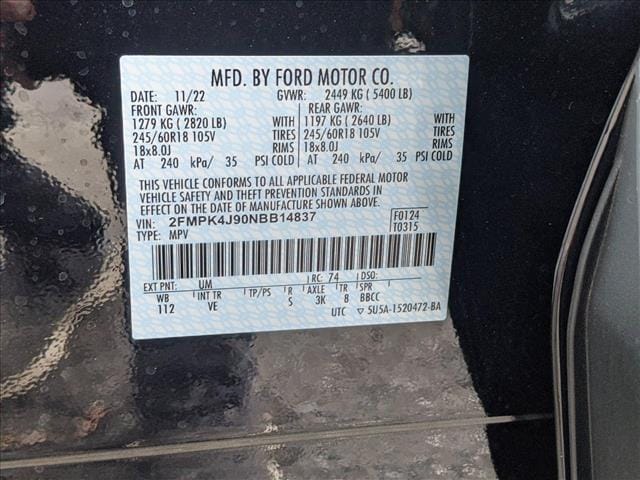 MFD. BY FORD MOTOR CO.
DATE: 11/22 GVWR: 2449 KG ( 5400 LB)
FRONT GAWR: REAR GAWR:
1279 KG ( 2820 LB) WITH 1197 KG ( 2640 LB) WITH
245/60R18 105V TIRES 245/60R18 105V TIRES
18x8.0J RIMS 18x8.0J RIMS
AT 240 kPa/ 35 PSI COLD AT 240 kPa/ 35 PSI COLD
THIS VEHICLE CONFORMS TO ALL APPLICABLE FEDERAL MOTOR
VEHICLE SAFETY AND THEFT PREVENTION STANDARDS IN
EFFECT ON THE DATE OF MANUFACTURE SHOWN ABOVE.
VIN: 2FMPK4J90NBB14837 F0124
TYPE: MPV T0315
EXT PNT: UM RC: 74 DSO:
WB INT TR TP/PS R AXLE TR SPR
112 VE S 3K 8 BBCC
UTC ▽ 5U5A-1520472-BA